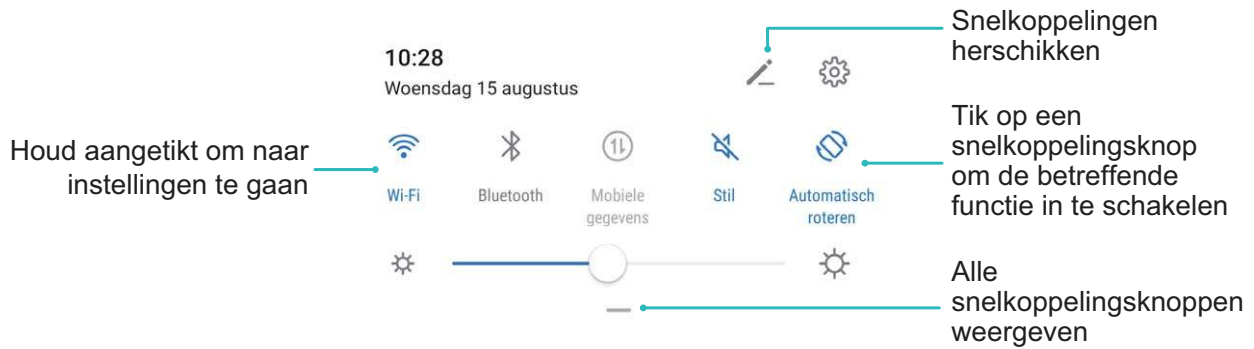 Snelkoppelingen
herschikken
10:28
Woensdag 15 augustus
Tik op een
snelkoppelingsknop
om de betreffende
functie in te schakelen
Houd aangetikt om naar
instellingen te gaan
Wi-Fi
Bluetooth
Mobiele
gegevens
Stil
Automatisch
roteren
Alle
snelkoppelingsknoppen
weergeven